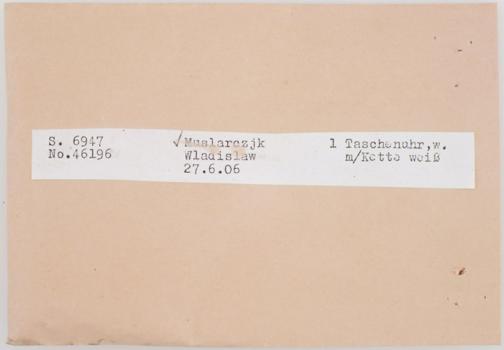 S. 6947
No.46196
✓Muslarczjk
Wladislaw
27.6.06
1 Taschenuhr,w.
m/Kette weiß